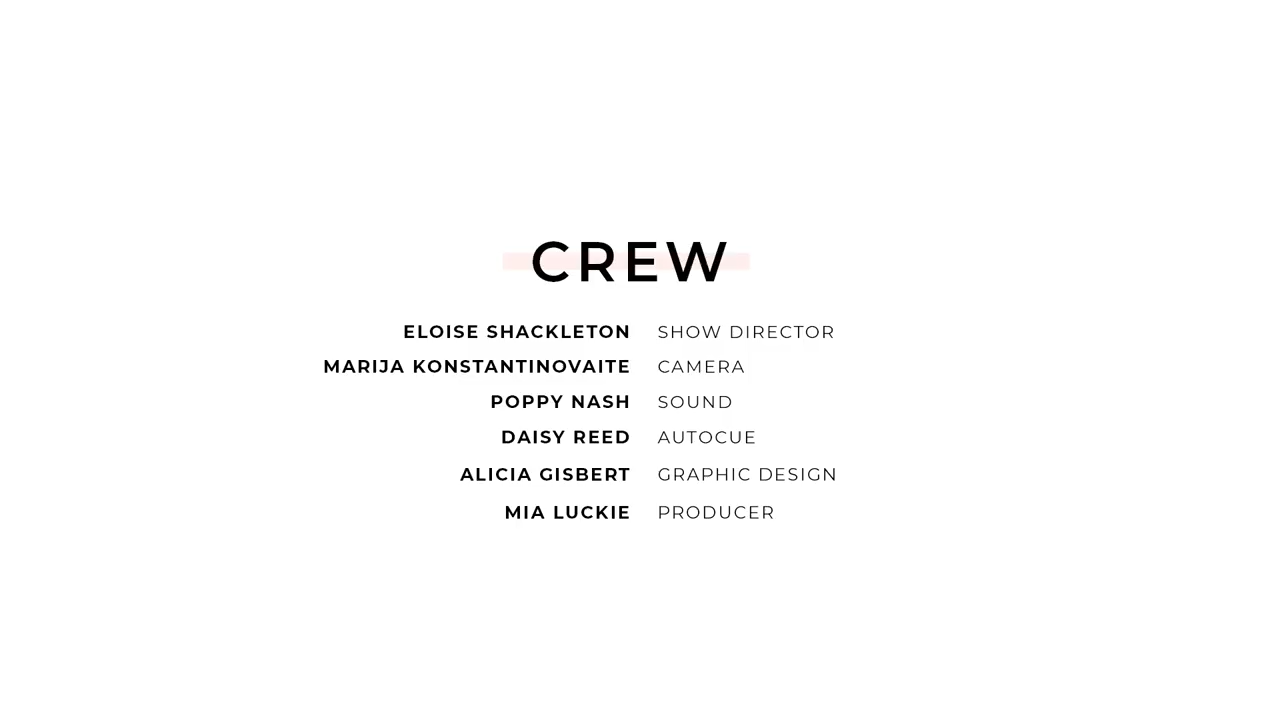 CREW
ELOISE SHACKLETON SHOW DIRECTOR
MARIJA KONSTANTINOVAITE CAMERA
POPPY NASH SOUND
DAISY REED AUTOCUE
ALICIA GISBERT GRAPHIC DESIGN
MIA LUCKIE PRODUCER